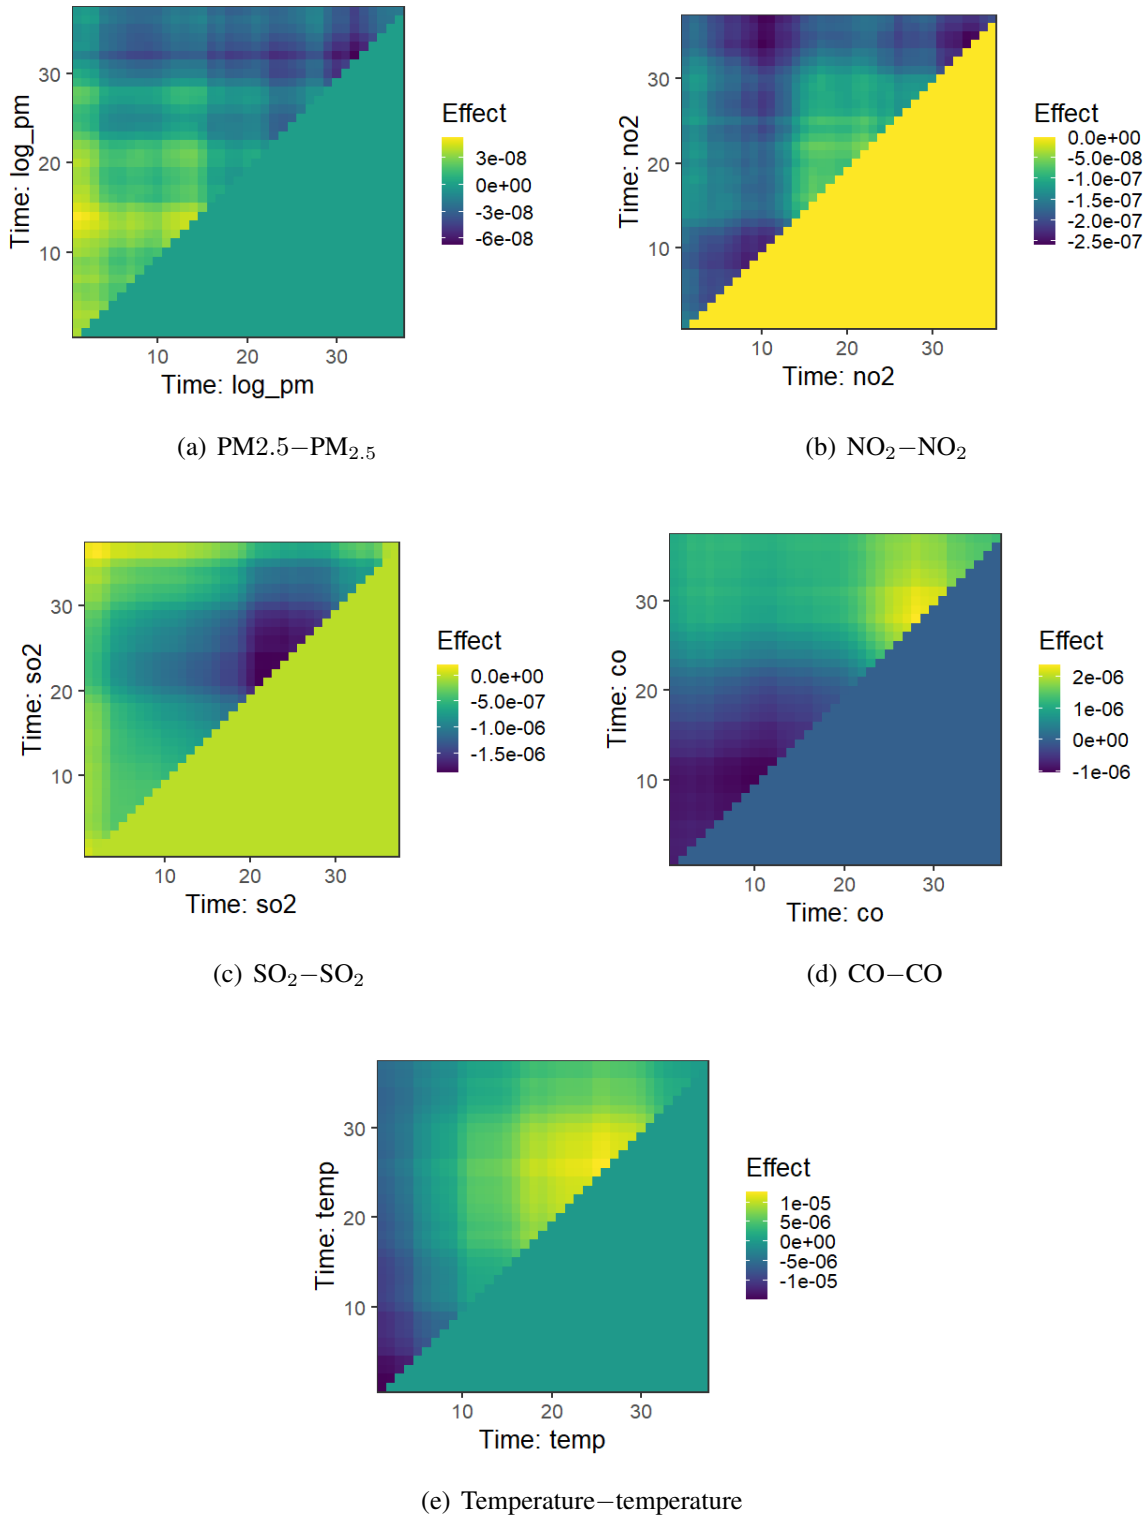 Time: log_pm
30
20
10
10 20 30
Time: log_pm
Effect
3e-08
0e+00
-3e-08
-6e-08
(a) PM2.5−PM₂.₅
Time: no2
30
20
10
10 20 30
Time: no2
Effect
0.0e+00
-5.0e-08
-1.0e-07
-1.5e-07
-2.0e-07
-2.5e-07
(b) NO₂−NO₂
Time: so2
30
20
10
10 20 30
Time: so2
Effect
0.0e+00
-5.0e-07
-1.0e-06
-1.5e-06
(c) SO₂−SO₂
Time: co
30
20
10
10 20 30
Time: co
Effect
2e-06
1e-06
0e+00
-1e-06
(d) CO−CO
Time: temp
30
20
10
10 20 30
Time: temp
Effect
1e-05
5e-06
0e+00
-5e-06
-1e-05
(e) Temperature−temperature